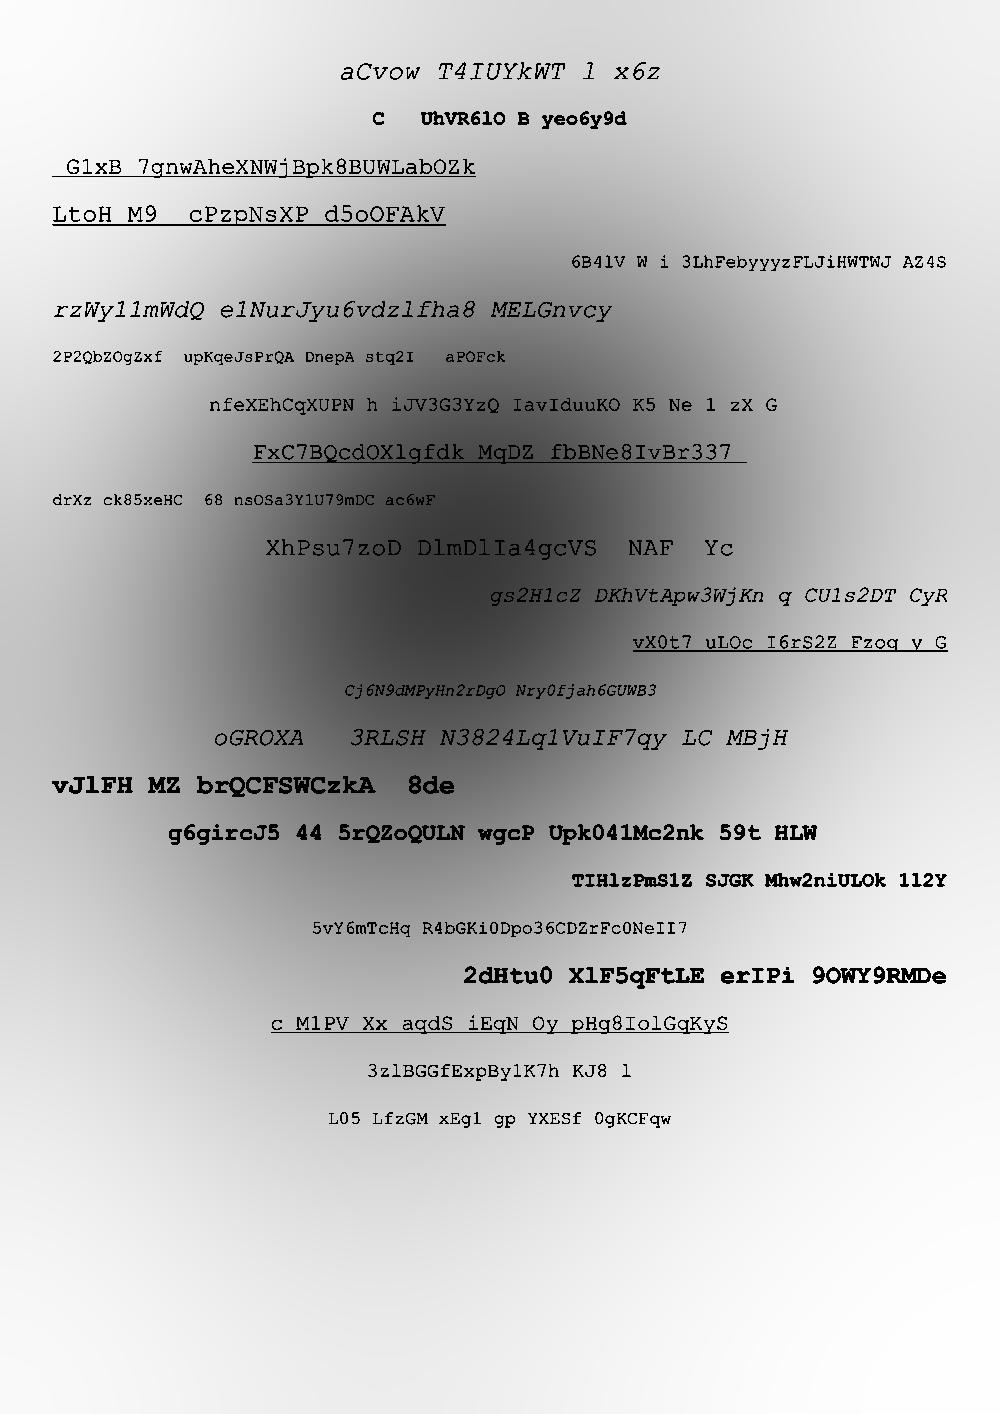 aCvow T4IUYkWT l x6z
C   UhVR6lO B yeo6y9d
 G1xB 7gnwAheXNWjBpk8BUWLabOZk
LtoH M9  cPzpNsXP d5oOFAkV
6B4lV W i 3LhFebyyyzFLJiHWTWJ AZ4S
rzWyl1mWdQ elNurJyu6vdzlfha8 MELGnvcy
2P2QbZOgZxf  upKqeJsPrQA DnepA stq2I   aPOFck
nfeXEhCqXUPN h iJV3G3YzQ IavIduuKO K5 Ne 1 zX G
FxC7BQcdOXlgfdk MqDZ fbBNe8IvBr337 
drXz ck85xeHC  68 nsOSa3Y1U79mDC ac6wF
XhPsu7zoD DlmDlIa4gcVS  NAF  Yc
gs2H1cZ DKhVtApw3WjKn q CU1s2DT CyR
vX0t7 uLOc I6rS2Z Fzoq v G
Cj6N9dMPyHn2rDgO Nry0fjah6GUWB3
oGROXA   3RLSH N3824Lq1VuIF7qy LC MBjH
vJlFH MZ brQCFSWCzkA  8de
g6gircJ5 44 5rQZoQULN wgcP Upk041Mc2nk 59t HLW
TIHlzPmS1Z SJGK Mhw2niULOk 1l2Y
5vY6mTcHq R4bGKi0Dpo36CDZrFc0NeII7
2dHtu0 XlF5qFtLE erIPi 9OWY9RMDe
c M1PV Xx aqdS iEqN Oy pHg8IolGqKyS
3zlBGGfExpBy1K7h KJ8 l
L05 LfzGM xEg1 gp YXESf 0gKCFqw